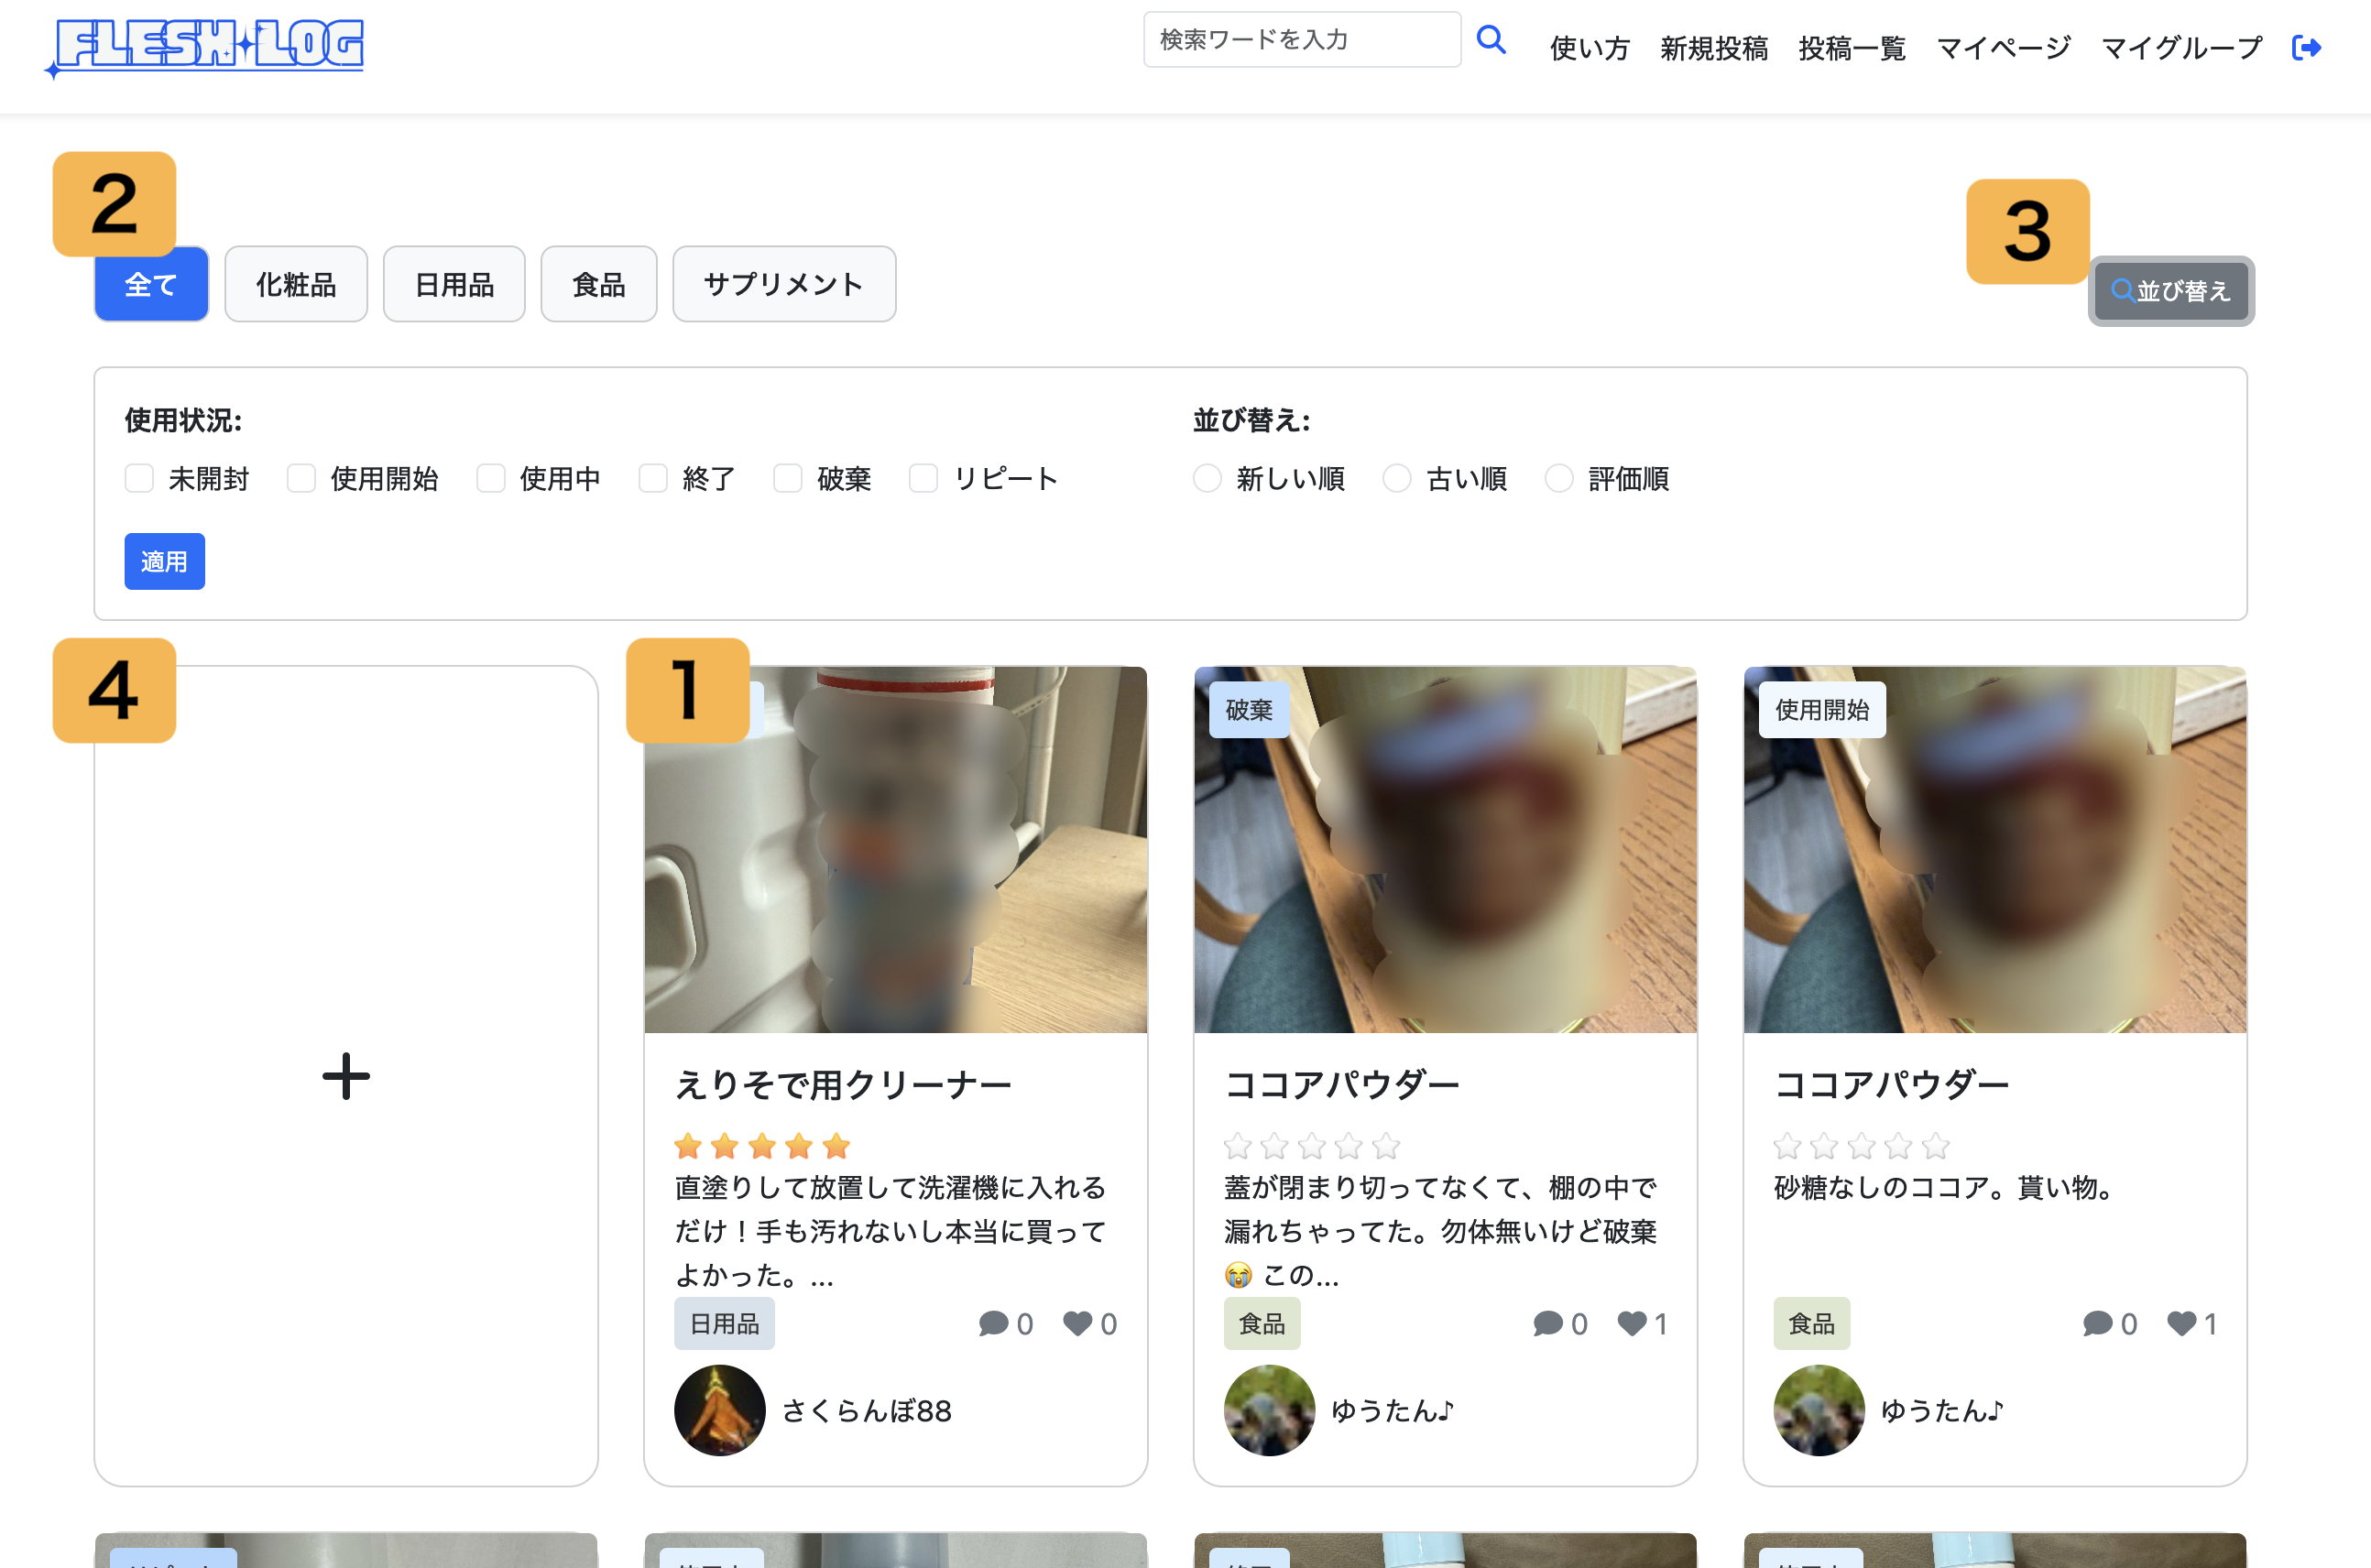 FLESH LOG
検索ワードを入力
使い方 新規投稿 投稿一覧 マイページ マイグループ
2
3
全て 化粧品 日用品 食品 サプリメント
並び替え
使用状況:
未開封 使用開始 使用中 終了 破棄 リピート
並び替え:
新しい順 古い順 評価順
適用
4
1
えりそで用クリーナー
直塗りして放置して洗濯機に入れる
だけ！手も汚れないし本当に買って
よかった。...
日用品 0 0
さくらんぼ88
破棄
ココアパウダー
蓋が閉まり切ってなくて、棚の中で
漏れちゃってた。勿体無いけど破棄
😭 この...
食品 0 1
ゆうたん♪
使用開始
ココアパウダー
砂糖なしのココア。貰い物。
食品 0 1
ゆうたん♪